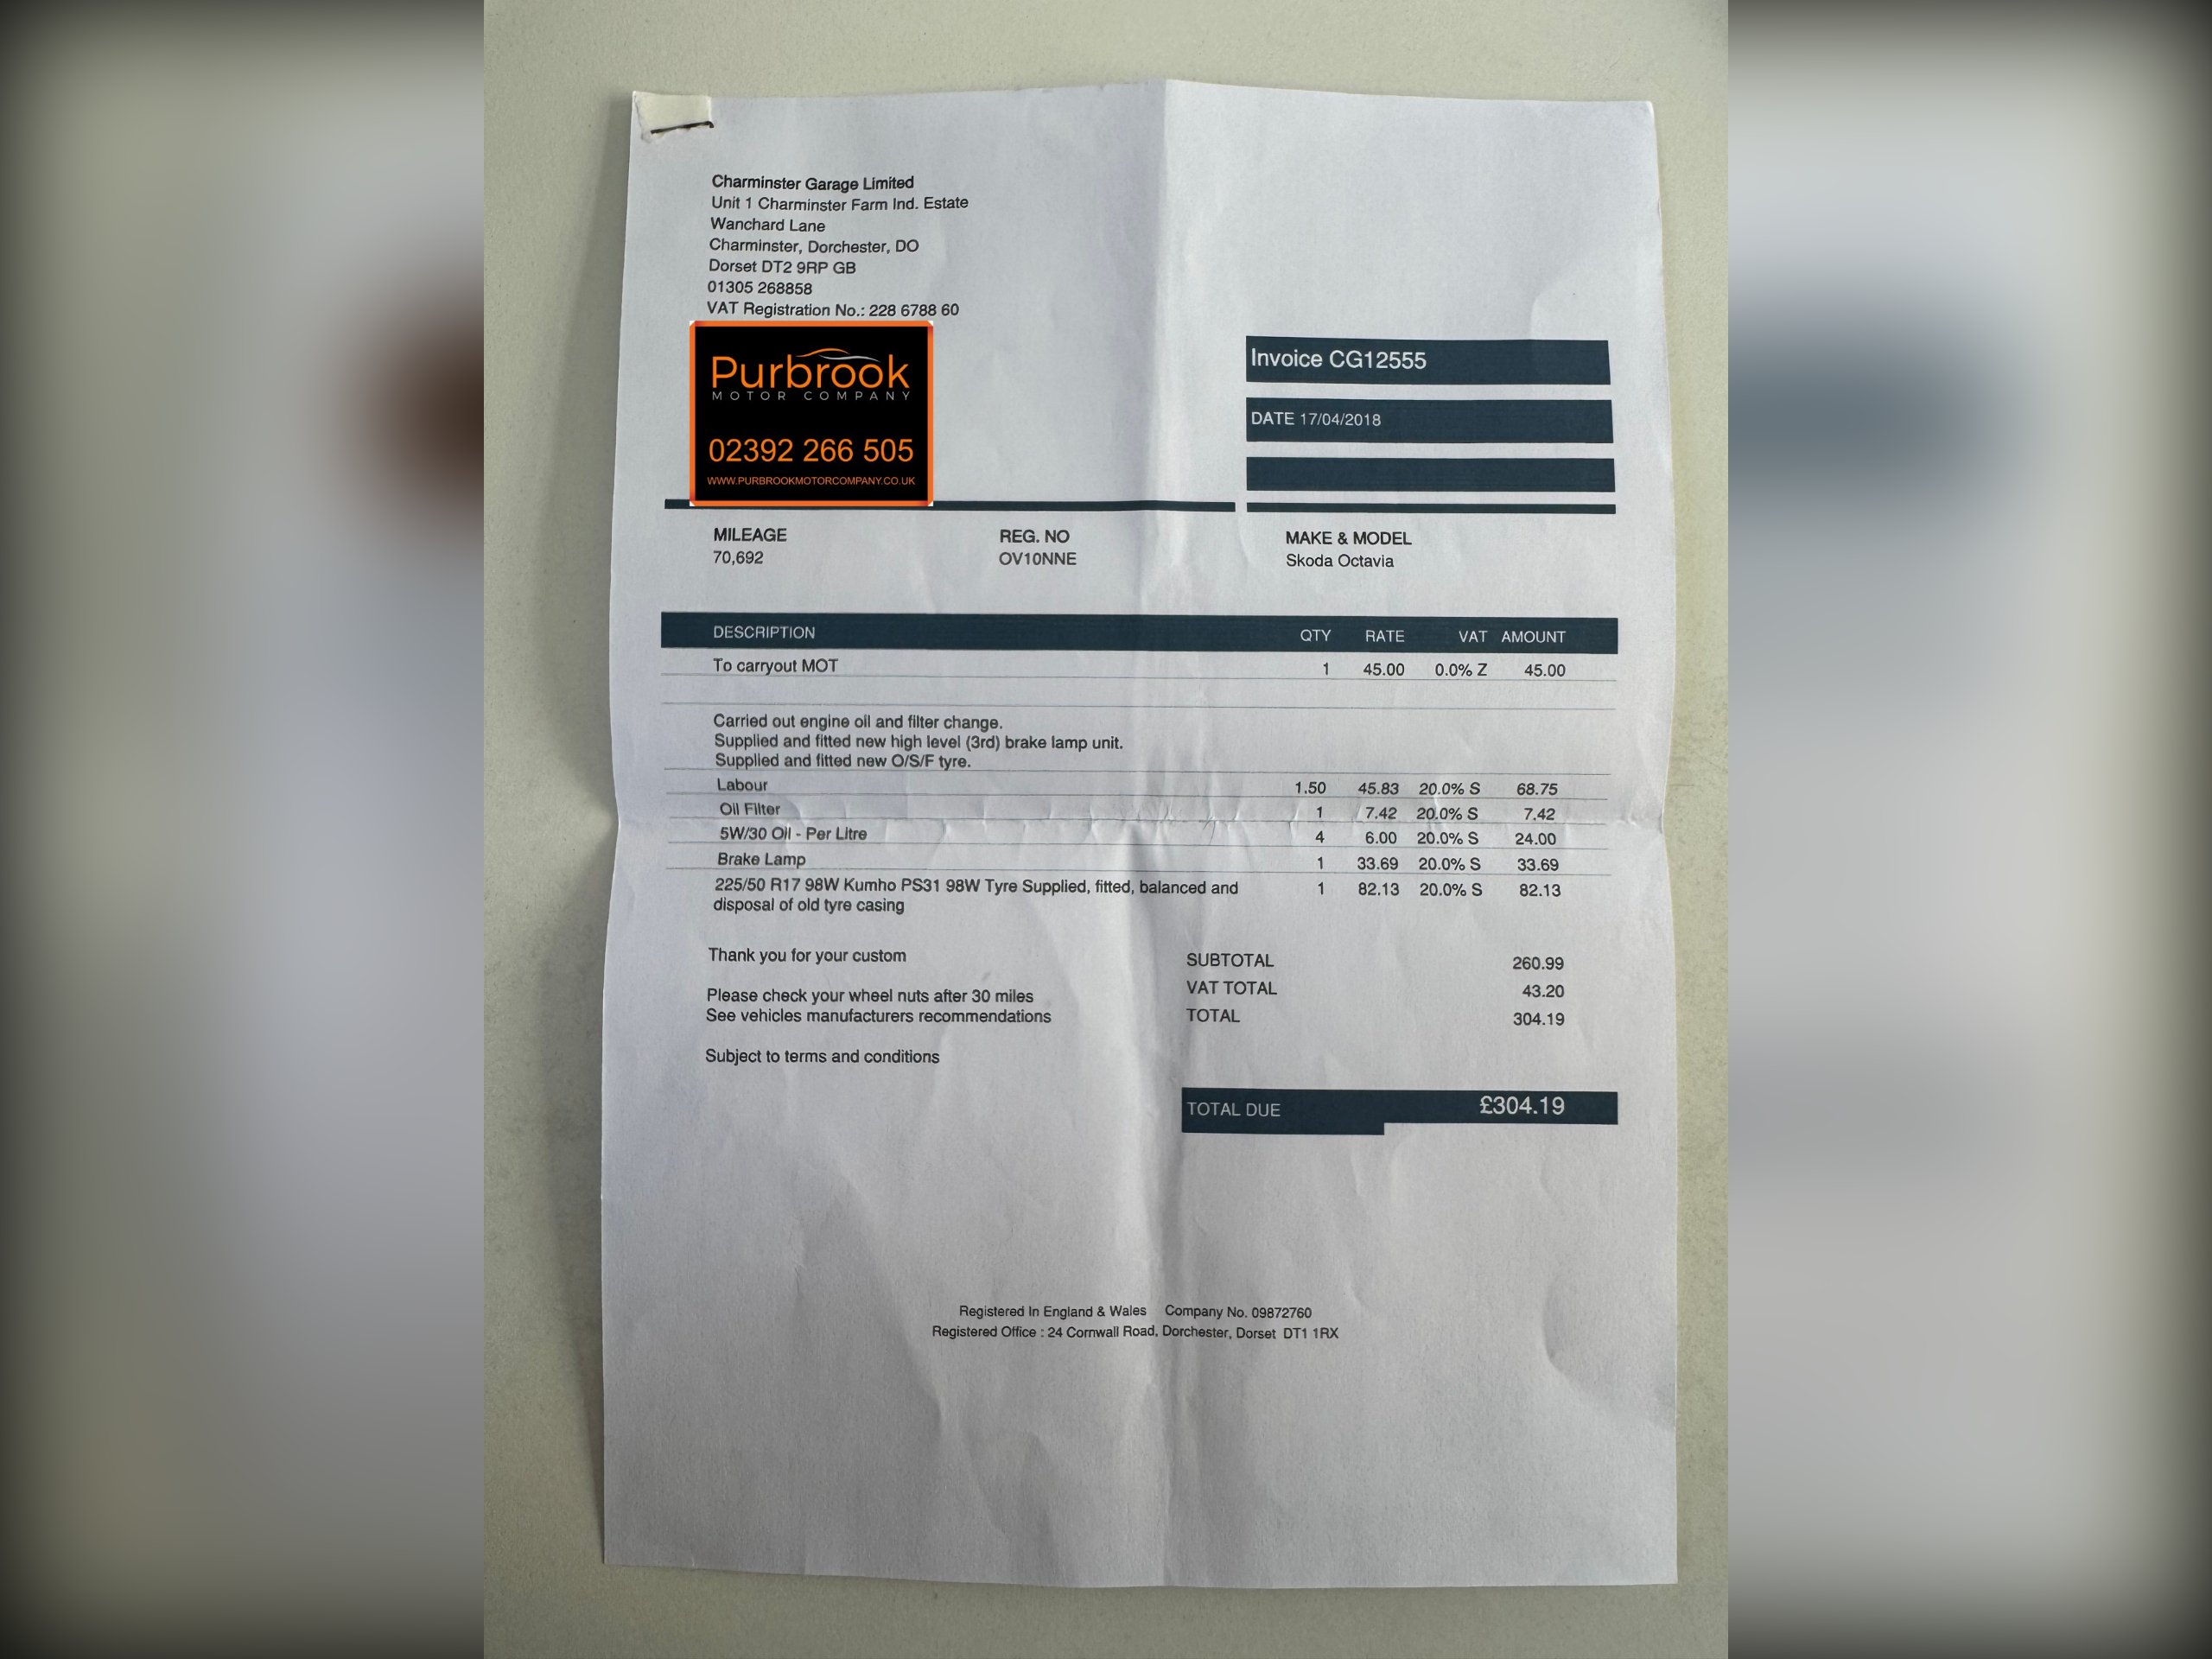 Charminster Garage Limited
Unit 1 Charminster Farm Ind. Estate
Wanchard Lane
Charminster, Dorchester, DO
Dorset DT2 9RP GB
01305 268858
VAT Registration No.: 228 6788 60
Purbrook
MOTOR COMPANY
02392 266 505
WWW.PURBROOKMOTORCOMPANY.CO.UK
Invoice CG12555
DATE 17/04/2018
MILEAGE REG. NO MAKE & MODEL
70,692 OV10NNE Skoda Octavia
DESCRIPTION QTY RATE VAT AMOUNT
To carryout MOT 1 45.00 0.0% Z 45.00
Carried out engine oil and filter change.
Supplied and fitted new high level (3rd) brake lamp unit.
Supplied and fitted new O/S/F tyre.
Labour 1.50 45.83 20.0% S 68.75
Oil Filter 1 7.42 20.0% S 7.42
5W/30 Oil - Per Litre 4 6.00 20.0% S 24.00
Brake Lamp 1 33.69 20.0% S 33.69
225/50 R17 98W Kumho PS31 98W Tyre Supplied, fitted, balanced and 1 82.13 20.0% S 82.13
disposal of old tyre casing
Thank you for your custom
Please check your wheel nuts after 30 miles
See vehicles manufacturers recommendations
Subject to terms and conditions
SUBTOTAL 260.99
VAT TOTAL 43.20
TOTAL 304.19
TOTAL DUE £304.19
Registered In England & Wales Company No. 09872760
Registered Office : 24 Cornwall Road, Dorchester, Dorset DT1 1RX